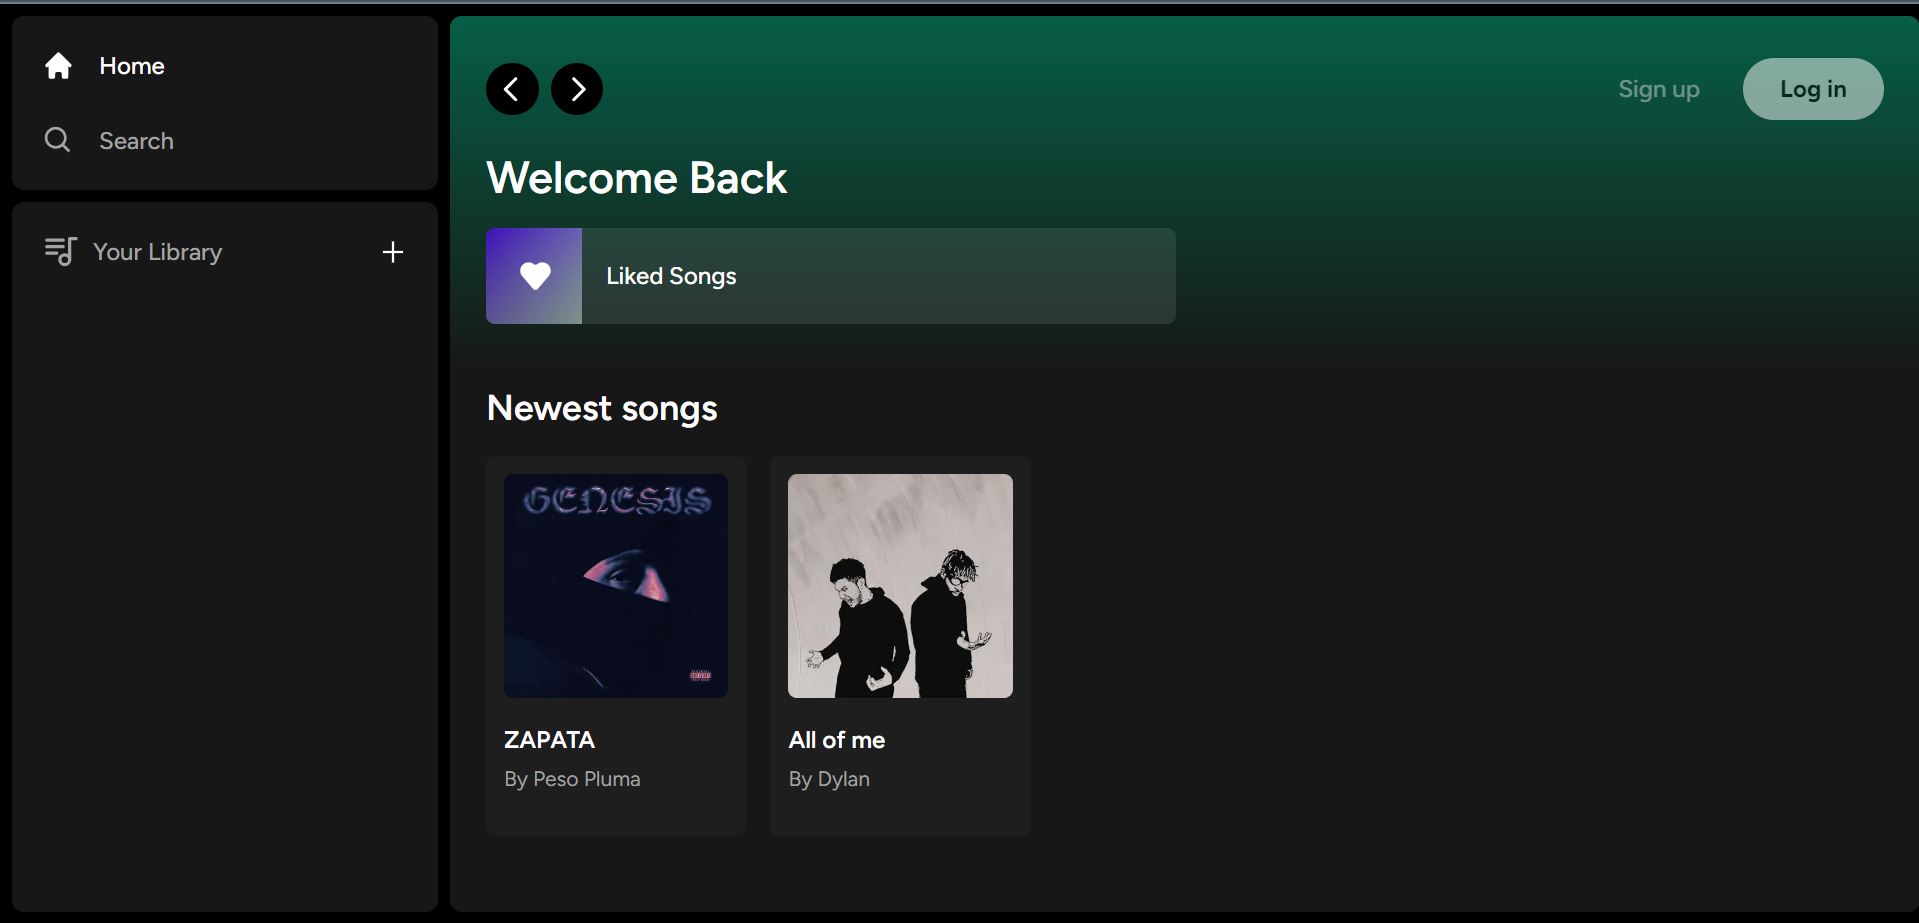 Home
Search
Your Library
Sign up
Log in
Welcome Back
Liked Songs
Newest songs
GENESIS
ZAPATA
By Peso Pluma
All of me
By Dylan